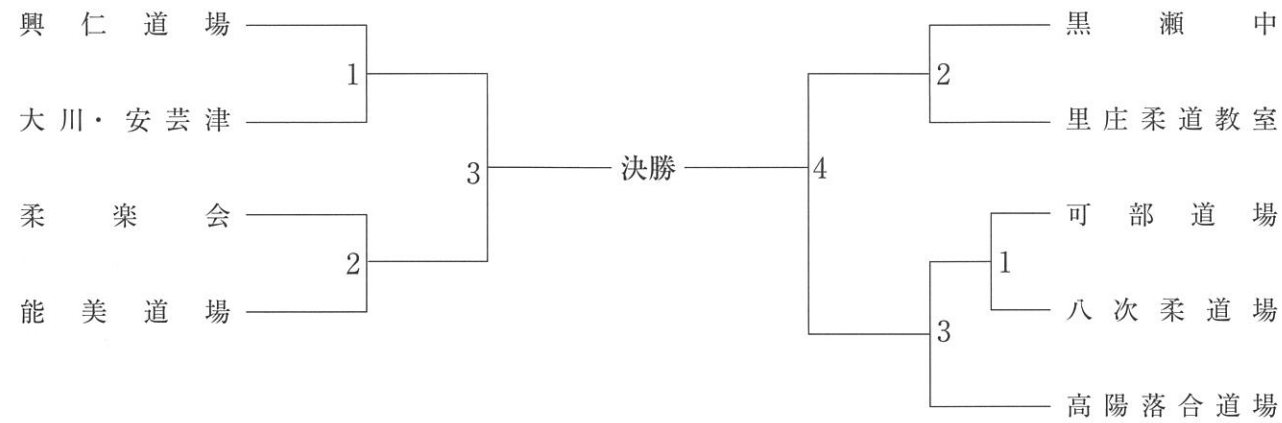 興仁道場
大川・安芸津
柔楽会
能美道場
1
2
3
決勝
4
2
1
3
黒瀬中
里庄柔道教室
可部道場
八次柔道場
高陽落合道場